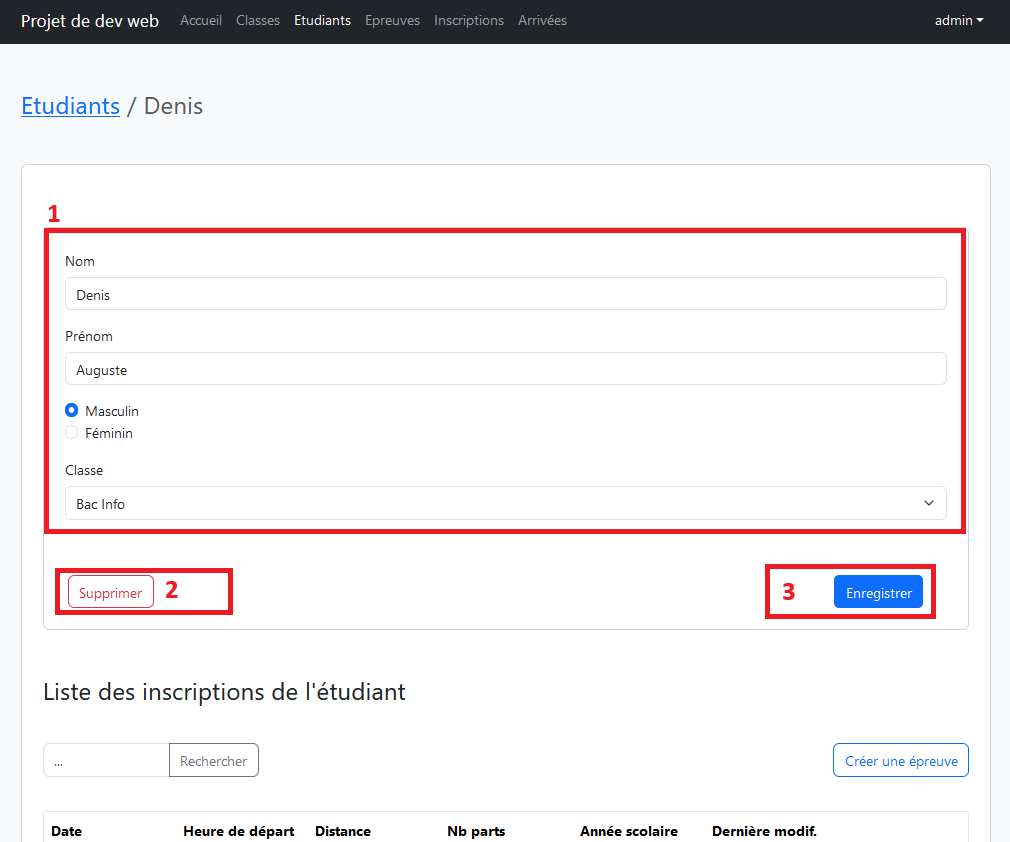 Projet de dev web Accueil Classes Etudiants Epreuves Inscriptions Arrivées admin
Etudiants / Denis
1
Nom
Denis
Prénom
Auguste
Masculin
Féminin
Classe
Bac Info
Supprimer 2 3 Enregistrer
Liste des inscriptions de l'étudiant
... Rechercher Créer une épreuve
Date Heure de départ Distance Nb parts Année scolaire Dernière modif.